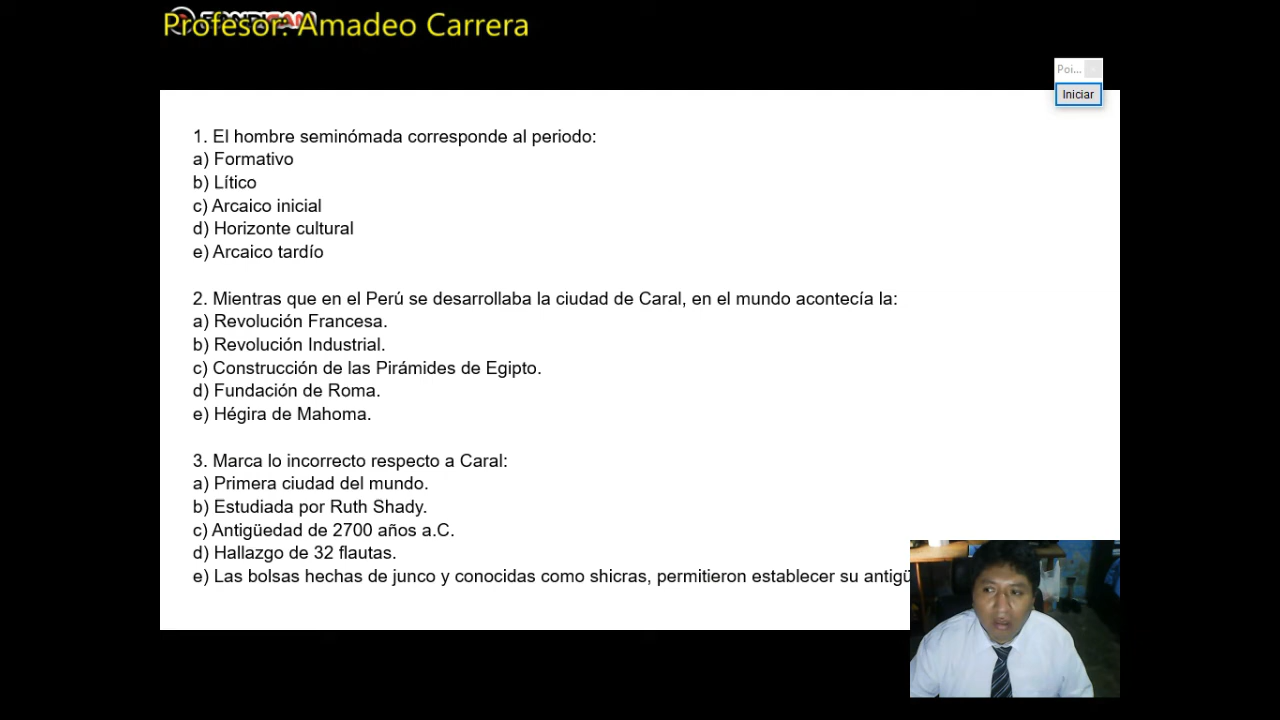 Profesor: Amadeo Carrera
Poi...
Iniciar
1. El hombre seminómada corresponde al periodo:
a) Formativo
b) Lítico
c) Arcaico inicial
d) Horizonte cultural
e) Arcaico tardío
2. Mientras que en el Perú se desarrollaba la ciudad de Caral, en el mundo acontecía la:
a) Revolución Francesa.
b) Revolución Industrial.
c) Construcción de las Pirámides de Egipto.
d) Fundación de Roma.
e) Hégira de Mahoma.
3. Marca lo incorrecto respecto a Caral:
a) Primera ciudad del mundo.
b) Estudiada por Ruth Shady.
c) Antigüedad de 2700 años a.C.
d) Hallazgo de 32 flautas.
e) Las bolsas hechas de junco y conocidas como shicras, permitieron establecer su antigü